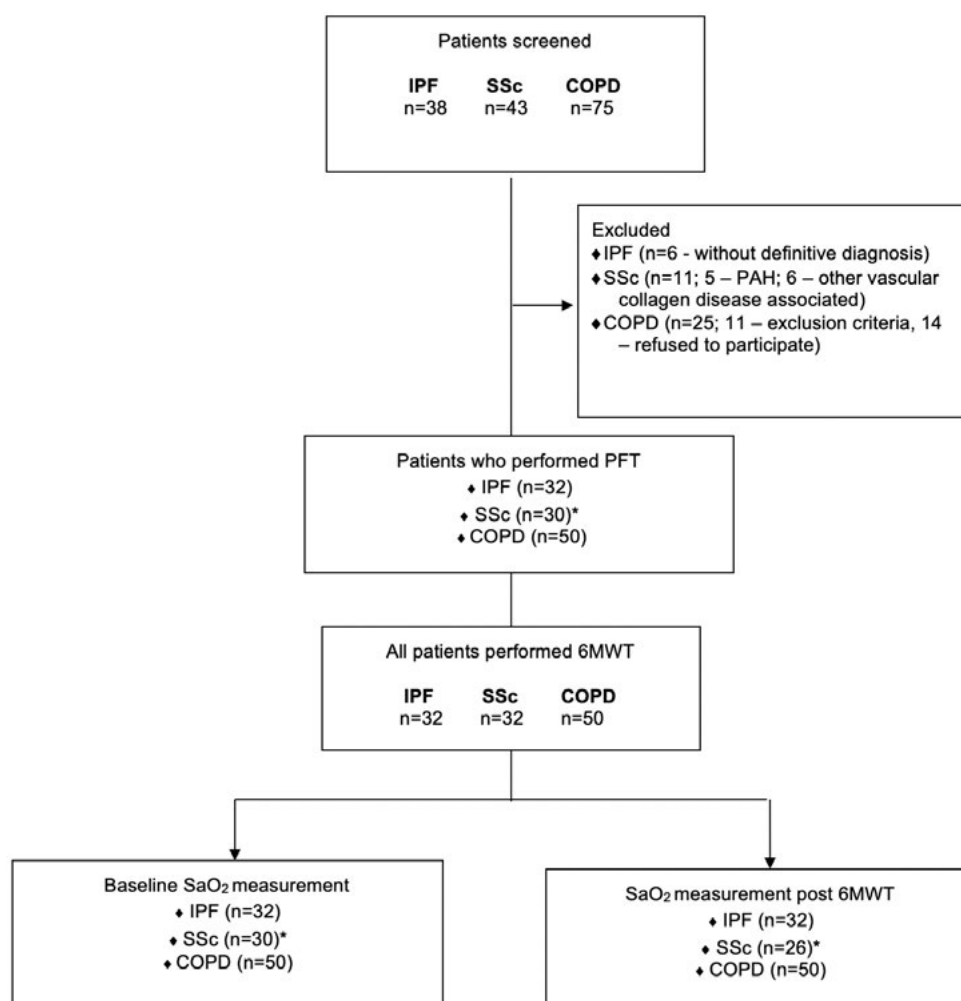 Patients screened
IPF SSc COPD
n=38 n=43 n=75
Excluded
♦IPF (n=6 - without definitive diagnosis)
♦SSc (n=11; 5 – PAH; 6 – other vascular
collagen disease associated)
♦COPD (n=25; 11 – exclusion criteria, 14
– refused to participate)
Patients who performed PFT
♦ IPF (n=32)
♦ SSc (n=30)*
♦ COPD (n=50)
All patients performed 6MWT
IPF SSc COPD
n=32 n=32 n=50
Baseline SaO₂ measurement
♦ IPF (n=32)
♦ SSc (n=30)*
♦ COPD (n=50)
SaO₂ measurement post 6MWT
♦ IPF (n=32)
♦ SSc (n=26)*
♦ COPD (n=50)